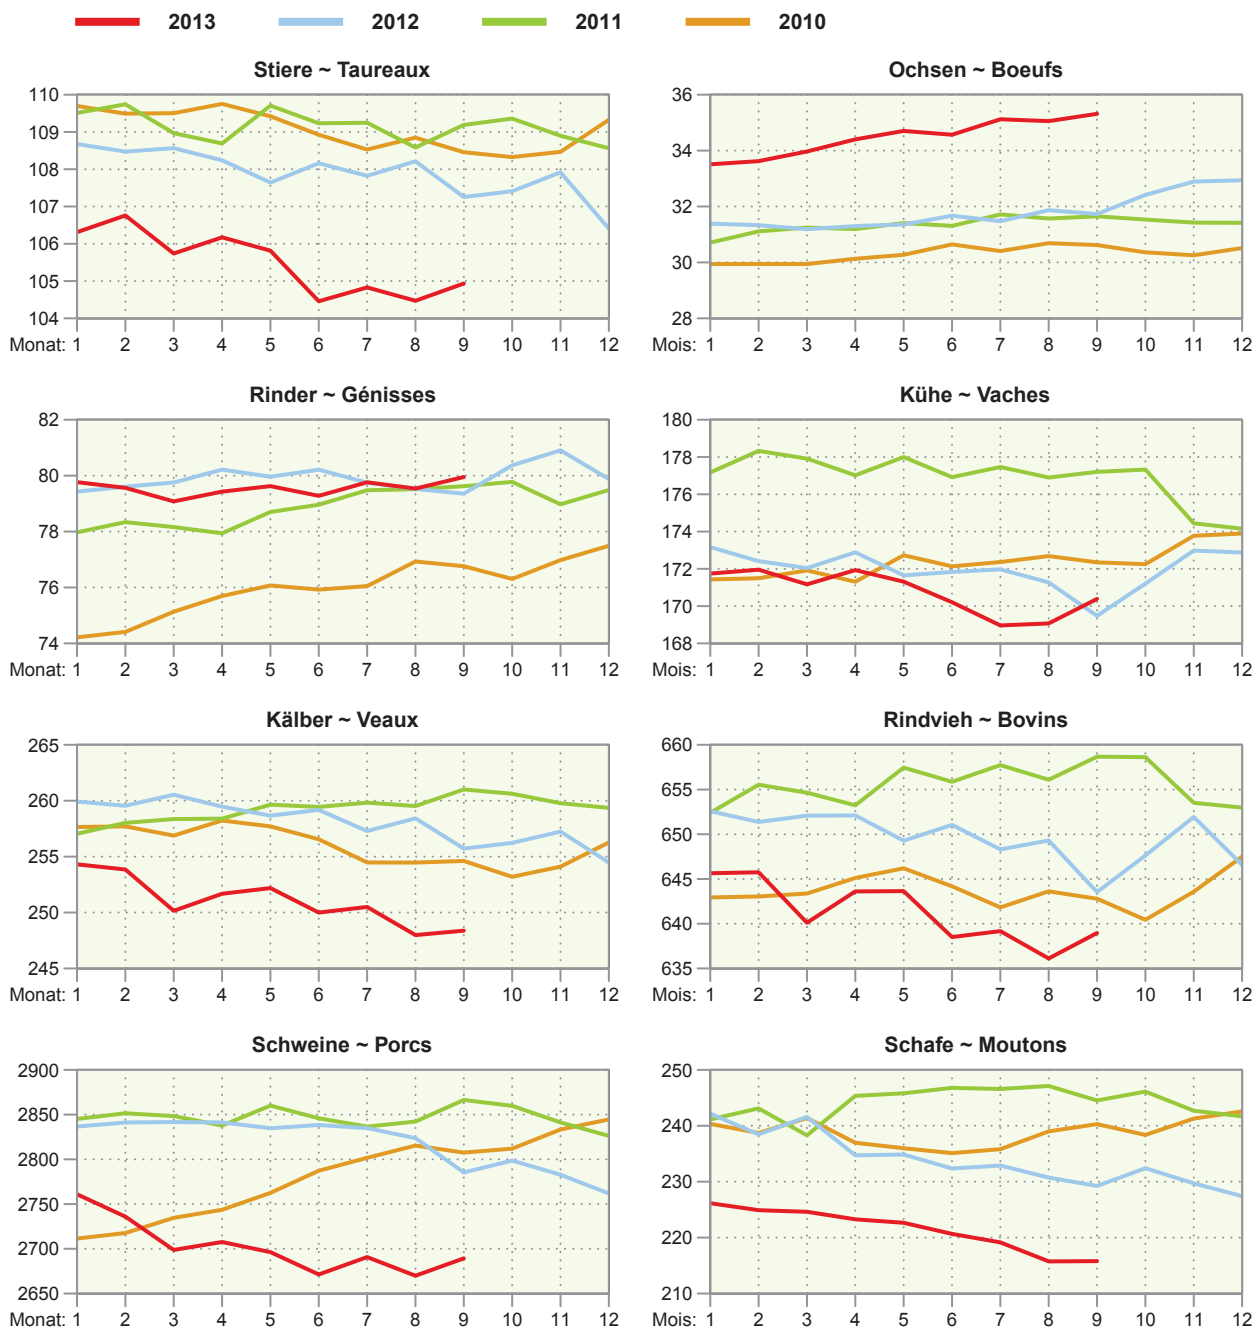 2013 2012 2011 2010
Stiere ~ Taureaux
110
109
108
107
106
105
104
Monat: 1 2 3 4 5 6 7 8 9 10 11 12
Ochsen ~ Boeufs
36
34
32
30
28
Mois: 1 2 3 4 5 6 7 8 9 10 11 12
Rinder ~ Génisses
82
80
78
76
74
Monat: 1 2 3 4 5 6 7 8 9 10 11 12
Kühe ~ Vaches
180
178
176
174
172
170
168
Mois: 1 2 3 4 5 6 7 8 9 10 11 12
Kälber ~ Veaux
265
260
255
250
245
Monat: 1 2 3 4 5 6 7 8 9 10 11 12
Rindvieh ~ Bovins
660
655
650
645
640
635
Mois: 1 2 3 4 5 6 7 8 9 10 11 12
Schweine ~ Porcs
2900
2850
2800
2750
2700
2650
Monat: 1 2 3 4 5 6 7 8 9 10 11 12
Schafe ~ Moutons
250
240
230
220
210
Mois: 1 2 3 4 5 6 7 8 9 10 11 12